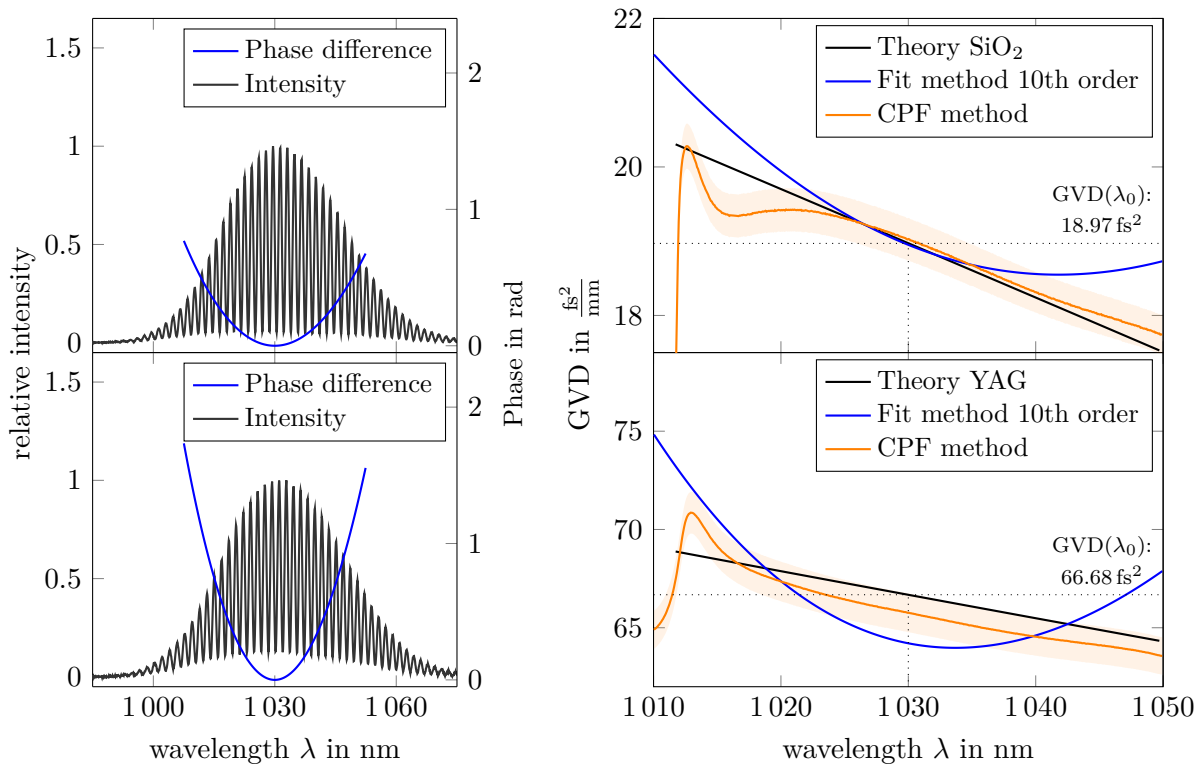 Phase difference
Intensity
1.5
1
0.5
0
2
1
0
Phase difference
Intensity
1.5
1
0.5
0
2
1
0
1 000
1 030
1 060
relative intensity
Phase in rad
wavelength λ in nm
Theory SiO₂
Fit method 10th order
CPF method
22
20
18
GVD(λ₀):
18.97 fs²
GVD in fs²/mm
Theory YAG
Fit method 10th order
CPF method
75
70
65
GVD(λ₀):
66.68 fs²
1 010
1 020
1 030
1 040
1 050
wavelength λ in nm